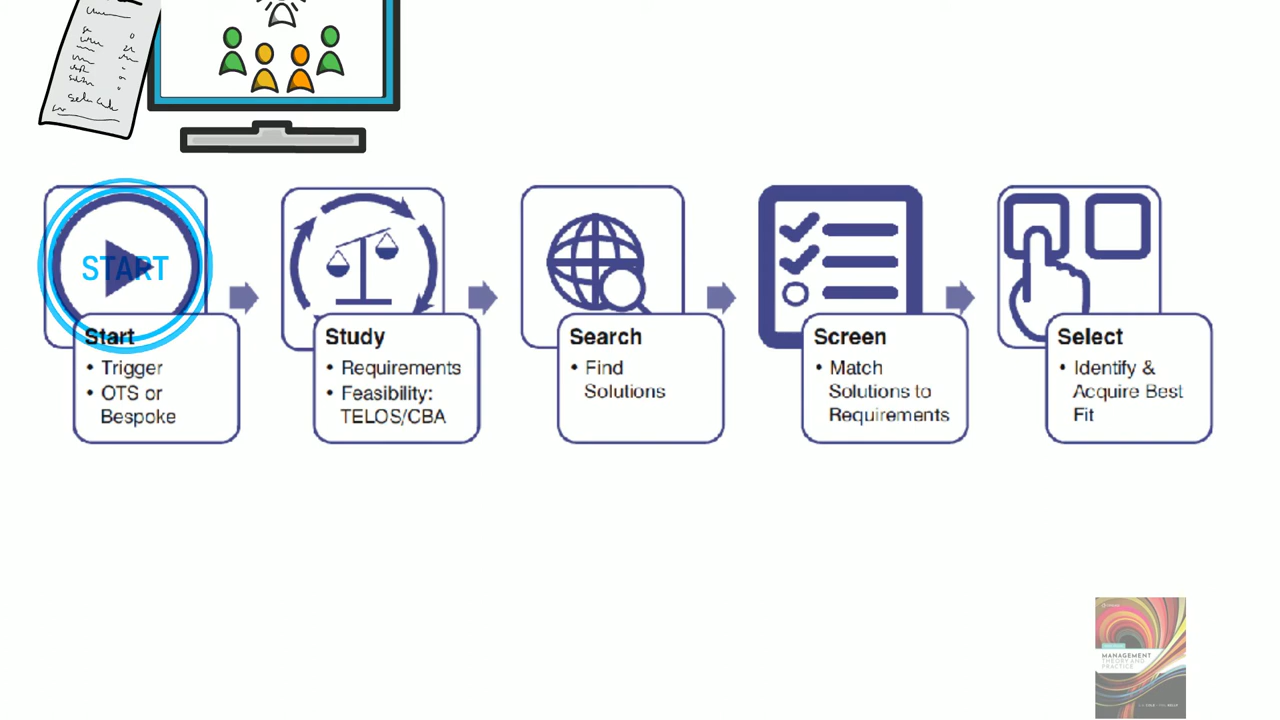 START
Start
• Trigger
• OTS or
Bespoke
Study
• Requirements
• Feasibility:
TELOS/CBA
Search
• Find
Solutions
Screen
• Match
Solutions to
Requirements
Select
• Identify &
Acquire Best
Fit
MANAGEMENT
THEORY AND
PRACTICE